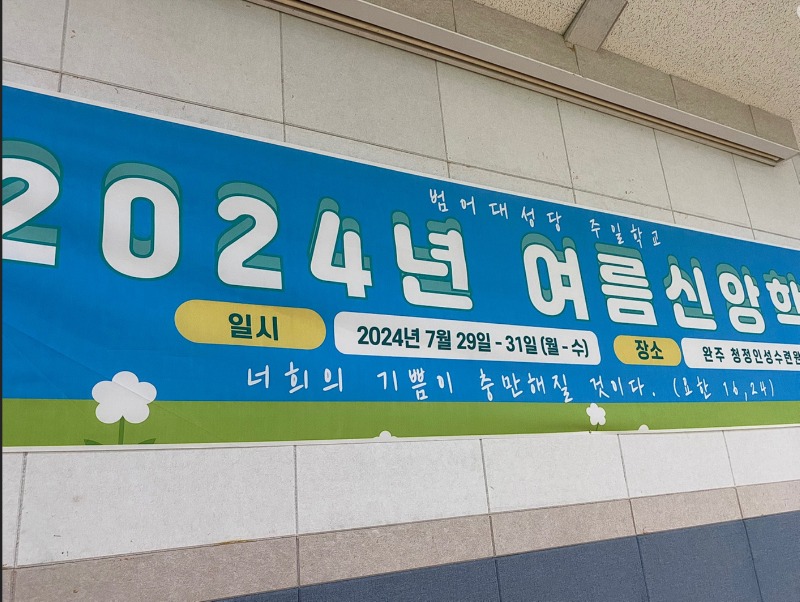 범어대성당 주일학교
2024년 여름신앙학
일시 2024년 7월 29일 - 31일 (월 - 수) 장소 완주 청정인성수련원
너희의 기쁨이 충만해질 것이다. (요한 16,24)